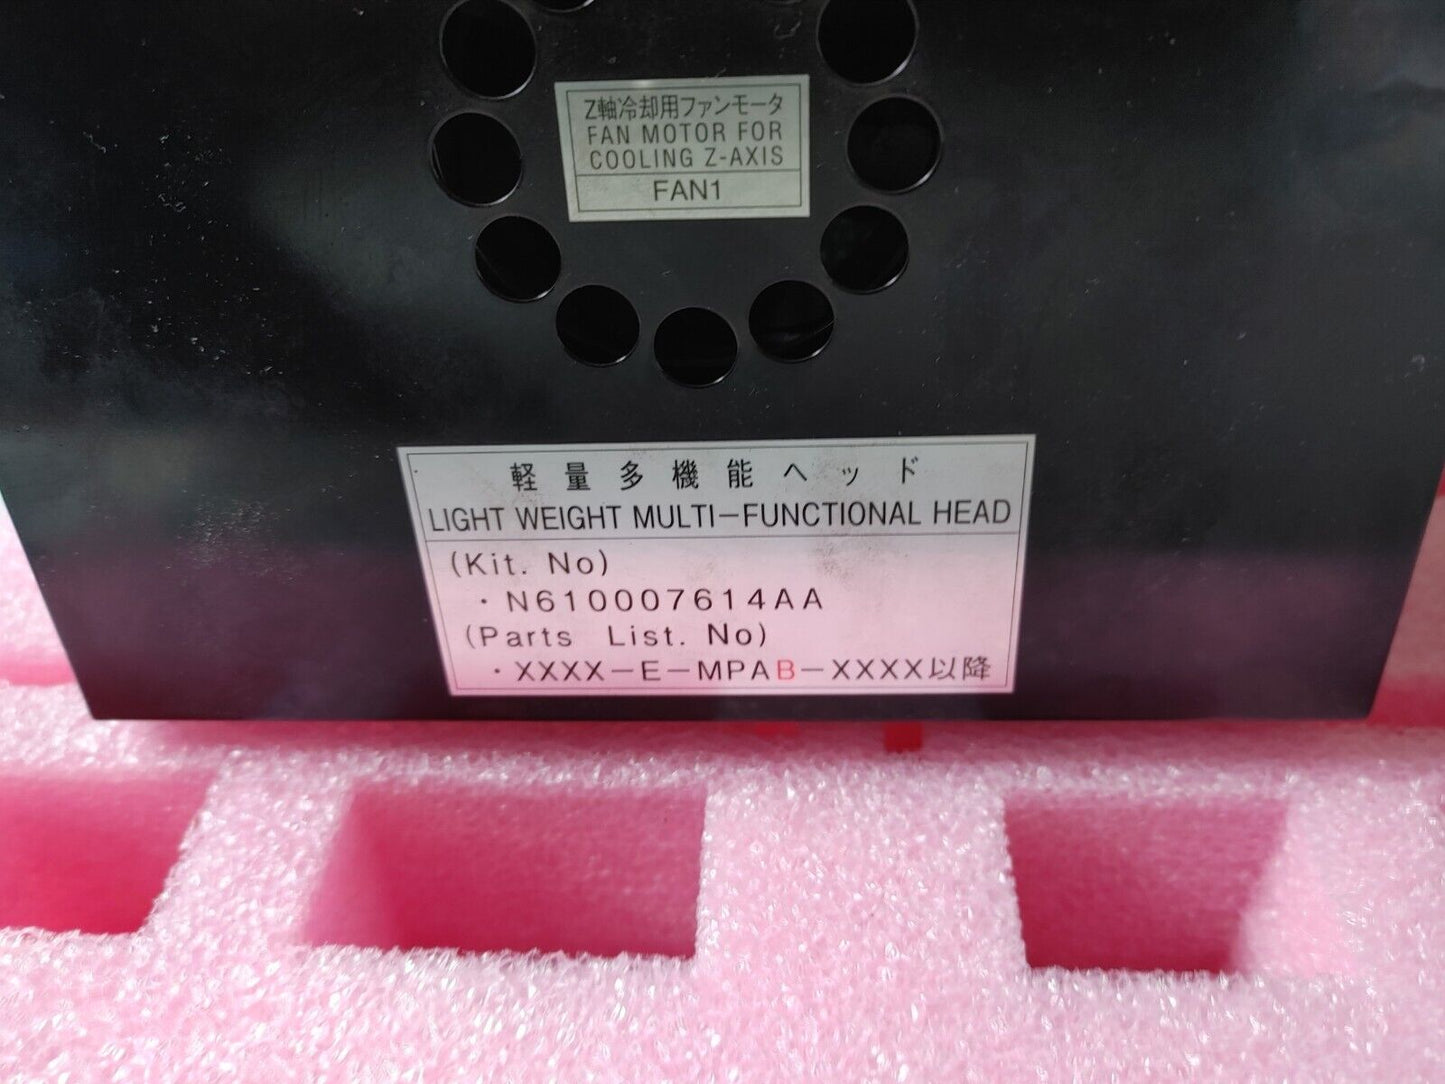 Z軸冷却用ファンモータ
FAN MOTOR FOR
COOLING Z-AXIS
FAN1
軽量多機能ヘッド
LIGHT WEIGHT MULTI-FUNCTIONAL HEAD
(Kit. No)
・N610007614AA
(Parts List. No)
・XXXX-E-MPAB-XXXX以降